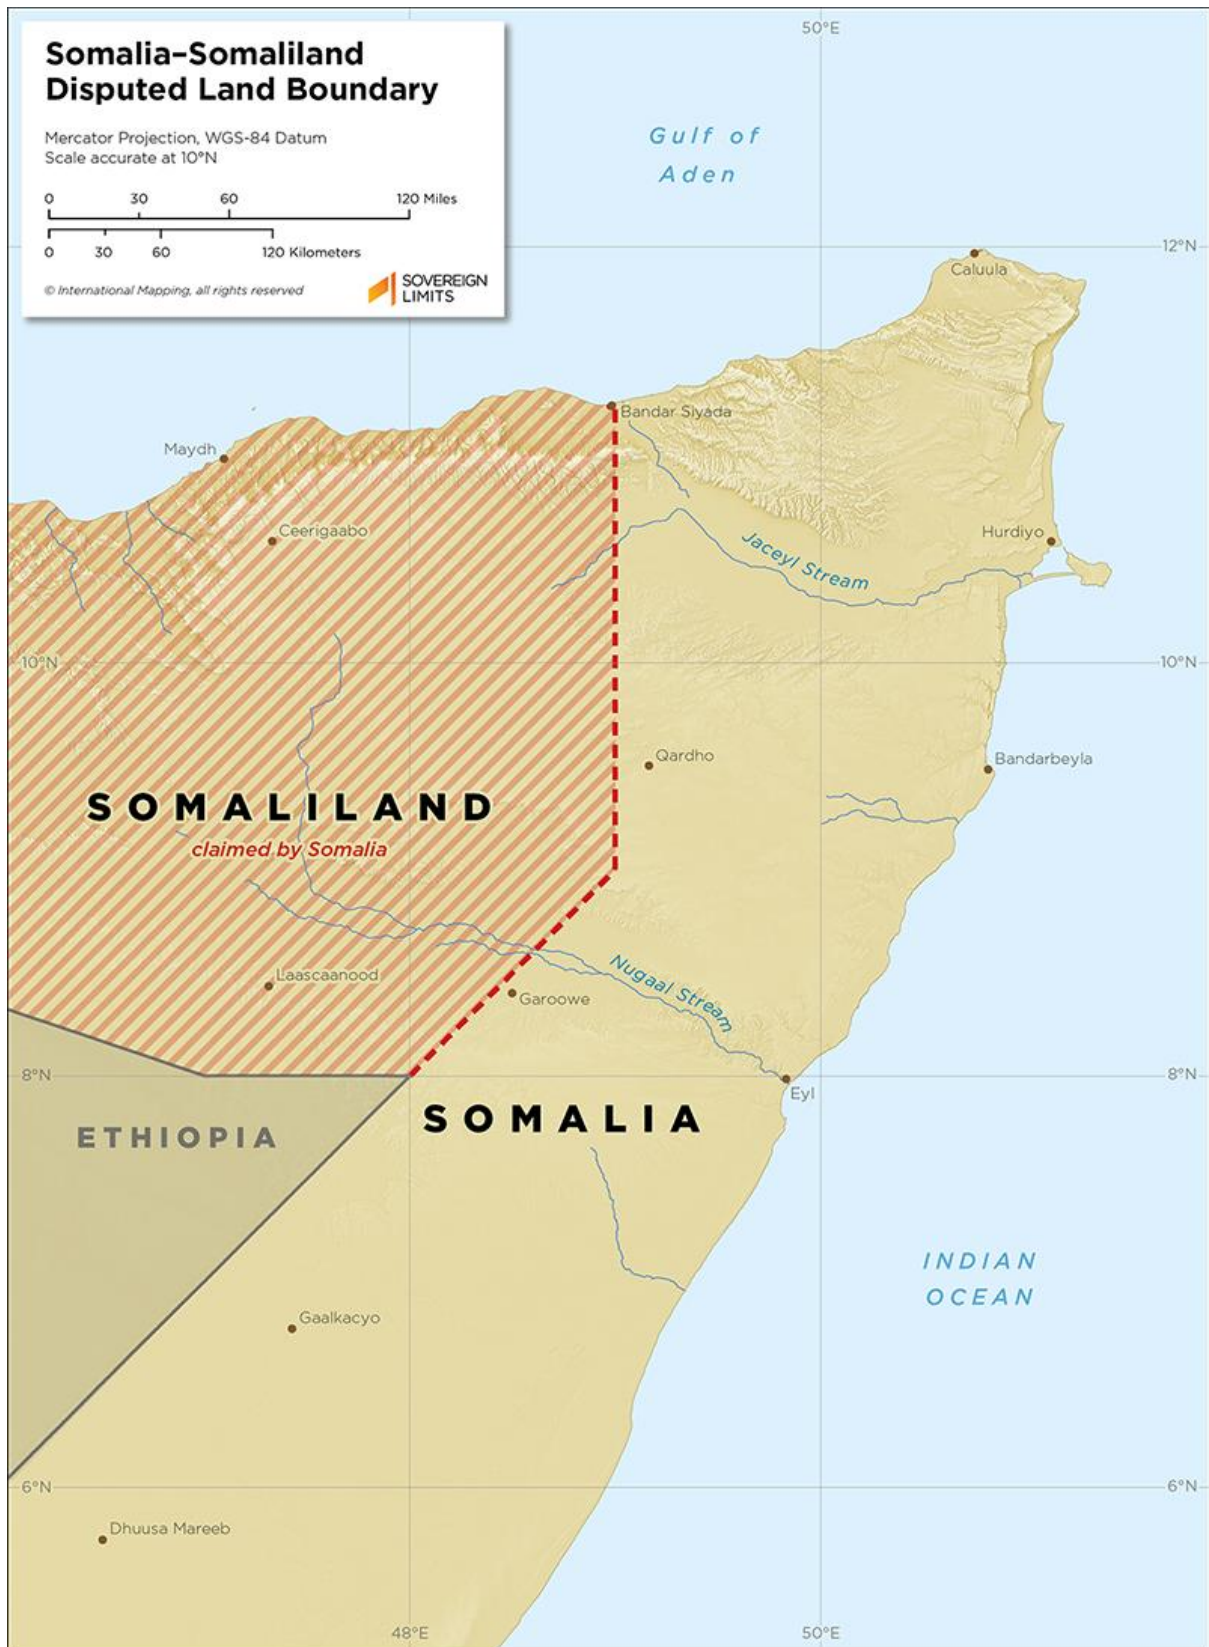 Somalia–Somaliland
Disputed Land Boundary
Mercator Projection, WGS-84 Datum
Scale accurate at 10°N
0 30 60 120 Miles
0 30 60 120 Kilometers
© International Mapping, all rights reserved
SOVEREIGN
LIMITS
50°E
Gulf of
Aden
12°N
Caluula
Bandar Siyada
Maydh
Ceerigaabo
Hurdiyo
Jaceyl Stream
10°N
10°N
Qardho
Bandarbeyla
SOMALILAND
claimed by Somalia
Laascaanood
Nugaal Stream
Garoowe
8°N
8°N
Eyl
SOMALIA
ETHIOPIA
INDIAN
OCEAN
Gaalkacyo
6°N
6°N
Dhuusa Mareeb
48°E
50°E